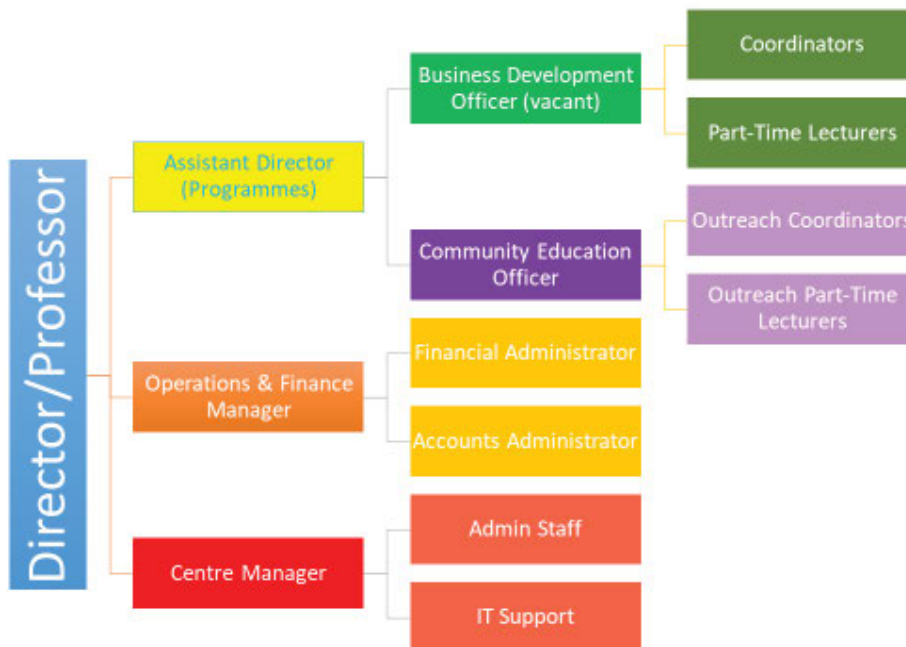 Director/Professor
Assistant Director
(Programmes)
Business Development
Officer (vacant)
Coordinators
Part-Time Lecturers
Community Education
Officer
Outreach Coordinators
Outreach Part-Time
Lecturers
Operations & Finance
Manager
Financial Administrator
Accounts Administrator
Centre Manager
Admin Staff
IT Support